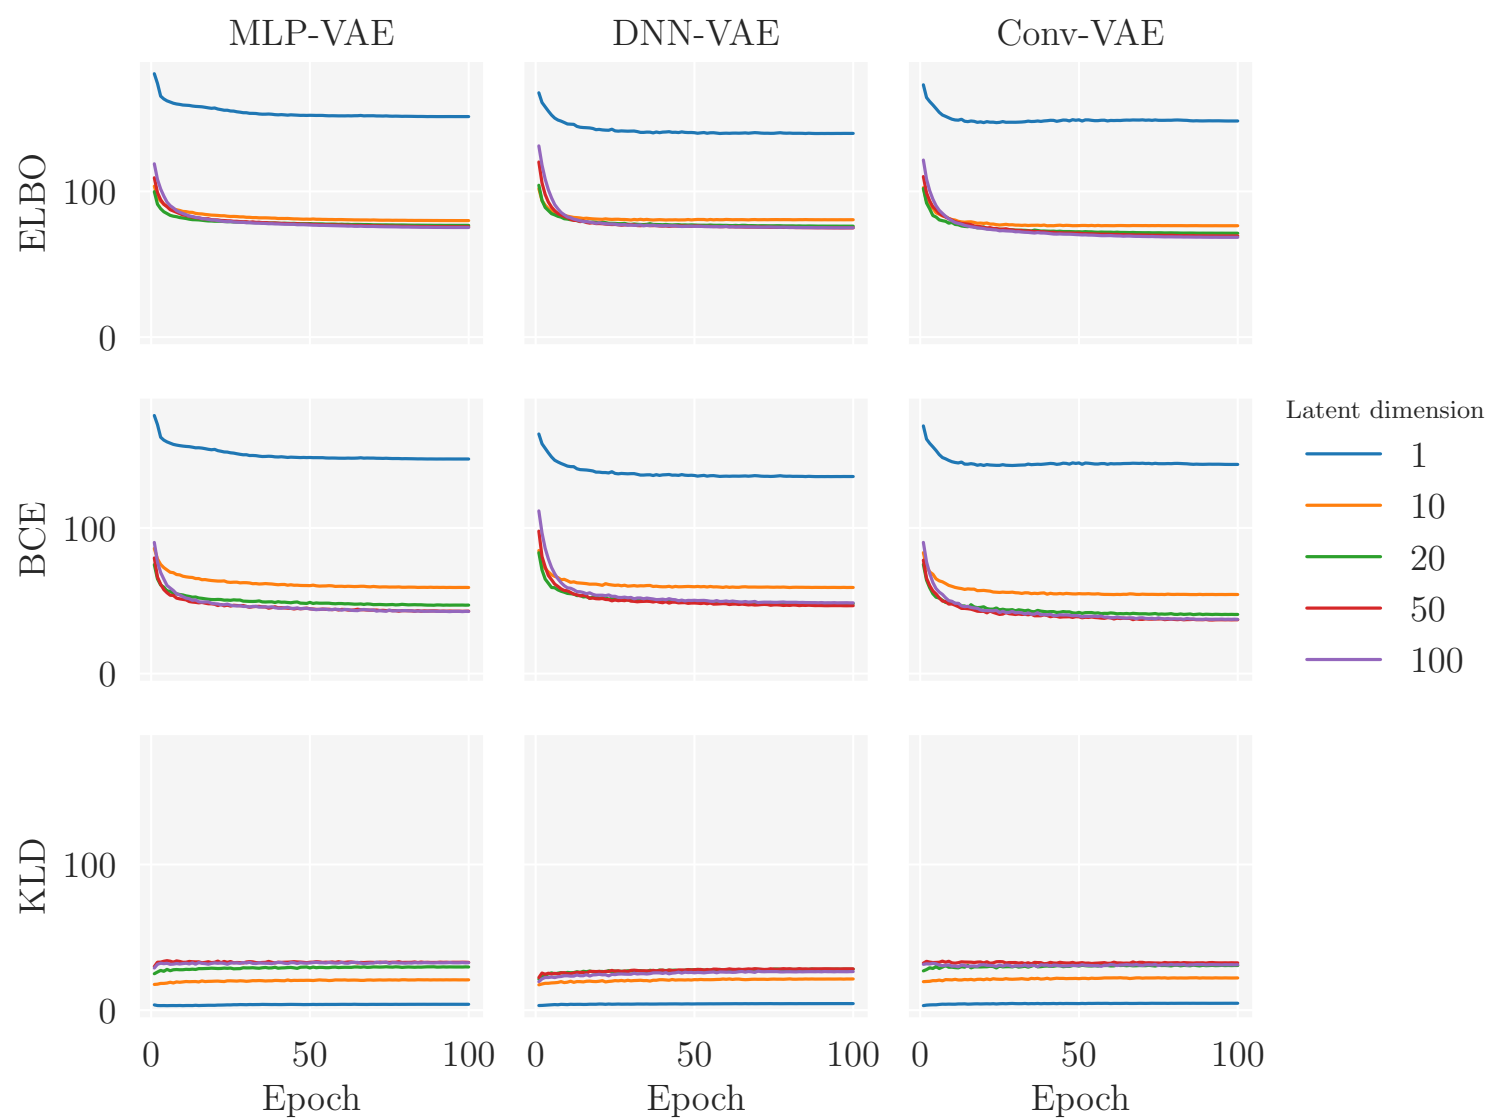 MLP-VAE DNN-VAE Conv-VAE
ELBO
100
0
BCE
100
0
Latent dimension
1
10
20
50
100
KLD
100
0
0 50 100 0 50 100 0 50 100
Epoch Epoch Epoch